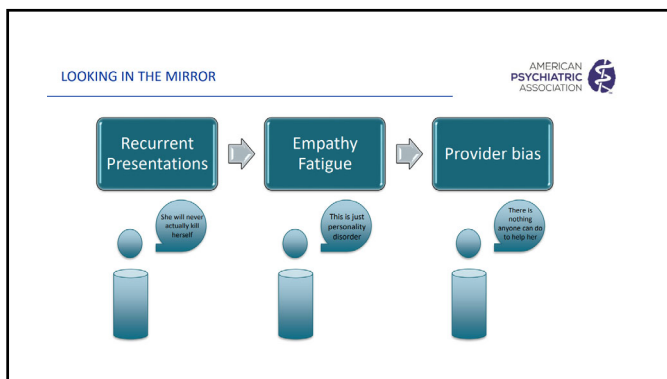 LOOKING IN THE MIRROR
AMERICAN
PSYCHIATRIC
ASSOCIATION
Recurrent
Presentations
Empathy
Fatigue
Provider bias
She will never
actually kill
herself
This is just
personality
disorder
There is
nothing
anyone can do
to help her